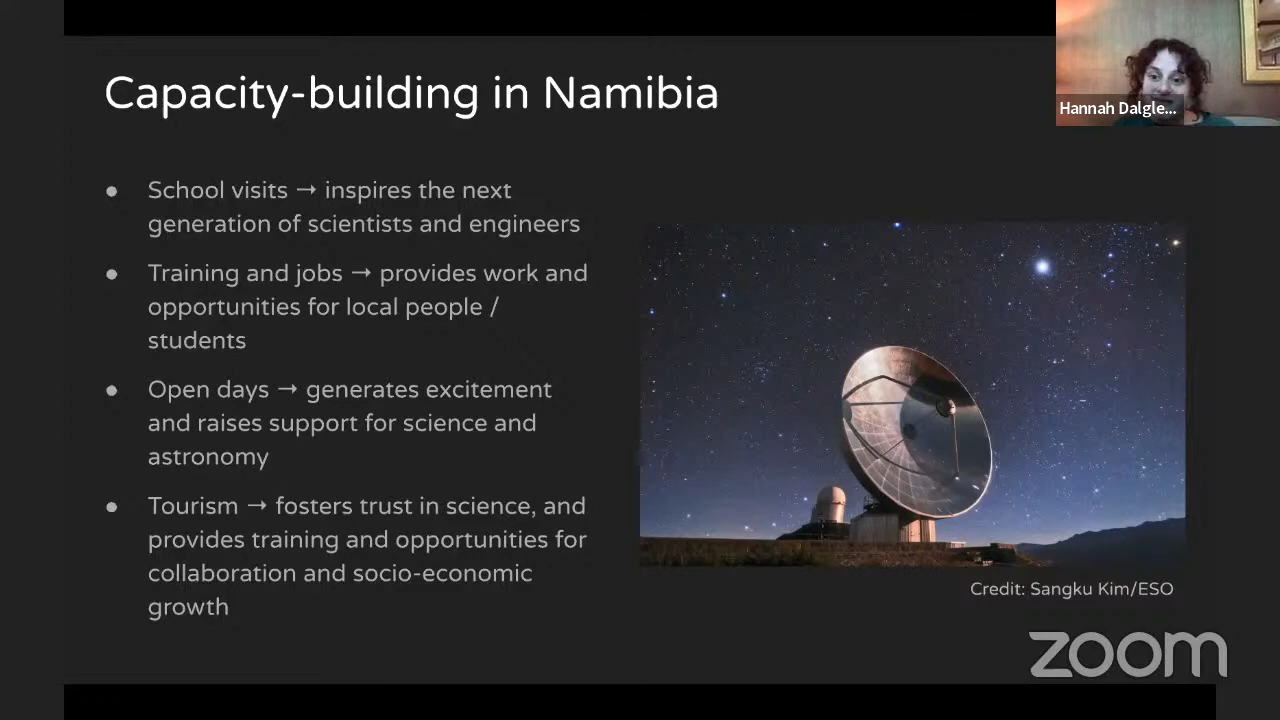 Capacity-building in Namibia
Hannah Dalgle...
● School visits → inspires the next
generation of scientists and engineers
● Training and jobs → provides work and
opportunities for local people /
students
● Open days → generates excitement
and raises support for science and
astronomy
● Tourism → fosters trust in science, and
provides training and opportunities for
collaboration and socio-economic
growth
Credit: Sangku Kim/ESO
zoom